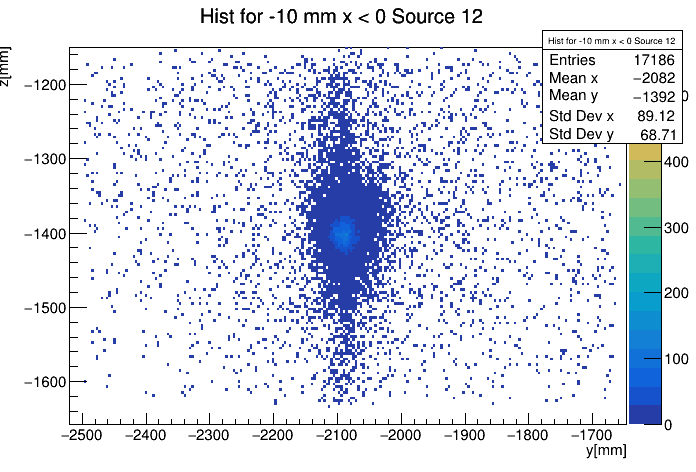 Hist for -10 mm x < 0 Source 12
z[mm]
Hist for -10 mm x < 0 Source 12
Entries 17186
Mean x −2082
Mean y −1392
Std Dev x 89.12
Std Dev y 68.71
−1200
−1300
−1400
−1500
−1600
0
400
300
200
100
0
−2500 −2400 −2300 −2200 −2100 −2000 −1900 −1800 −1700
y[mm]